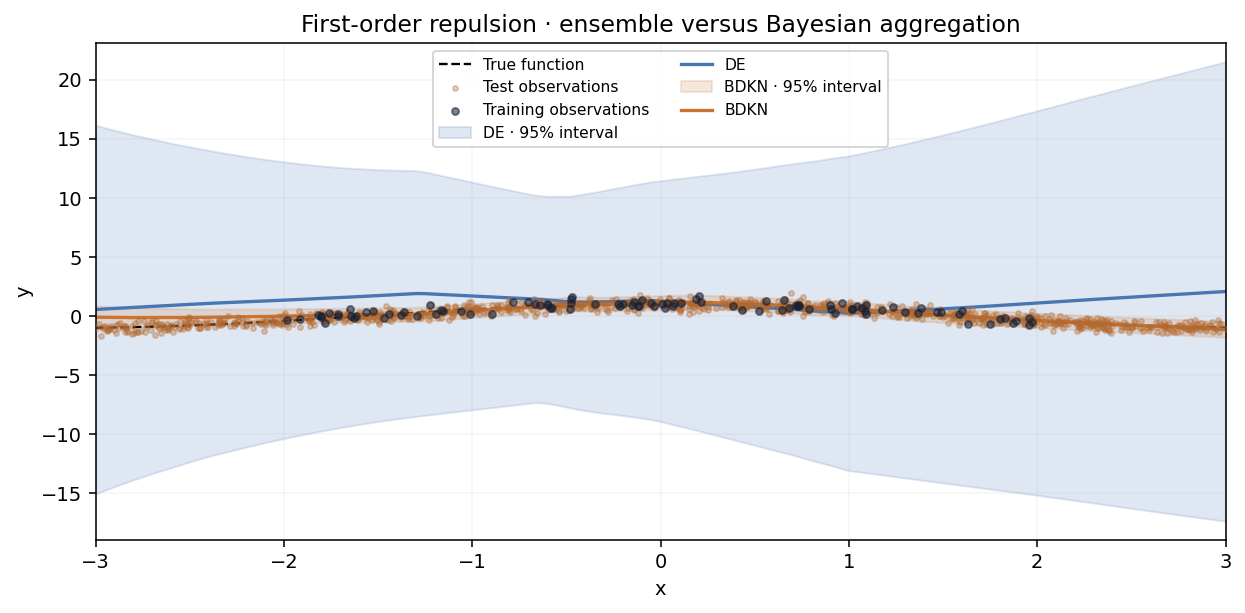 First-order repulsion · ensemble versus Bayesian aggregation
True function
Test observations
Training observations
DE · 95% interval
DE
BDKN · 95% interval
BDKN
y
20
15
10
5
0
−5
−10
−15
−3
−2
−1
0
1
2
3
x